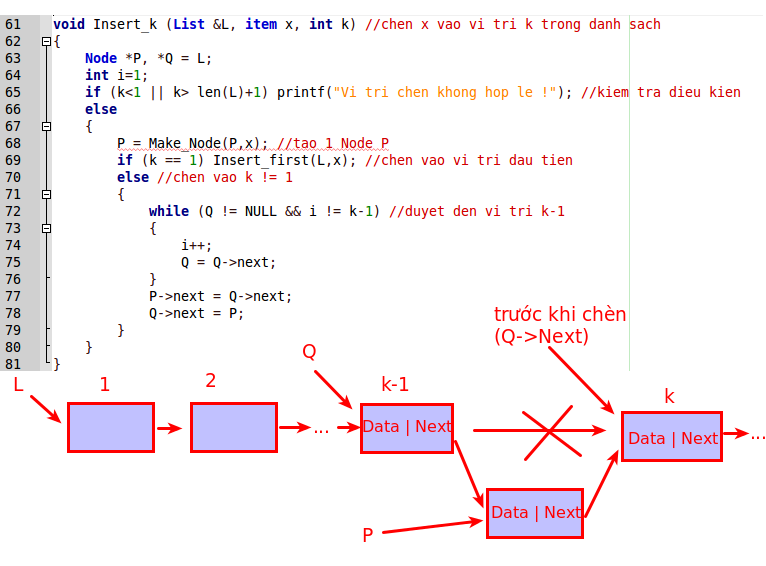 61 void Insert_k (List &L, item x, int k) //chen x vao vi tri k trong danh sach
62 {
63 Node *P, *Q = L;
64 int i=1;
65 if (k<1 || k> len(L)+1) printf("Vi tri chen khong hop le !"); //kiem tra dieu kien
66 else
67 {
68 P = Make_Node(P,x); //tao 1 Node P
69 if (k == 1) Insert_first(L,x); //chen vao vi tri dau tien
70 else //chen vao k != 1
71 {
72 while (Q != NULL && i != k-1) //duyet den vi tri k-1
73 {
74 i++;
75 Q = Q->next;
76 }
77 P->next = Q->next;
78 Q->next = P;
79 }
80 }
81 }
trước khi chèn
(Q->Next)
L
1
2
Q
k-1
k
...
Data | Next
Data | Next
...
Data | Next
P